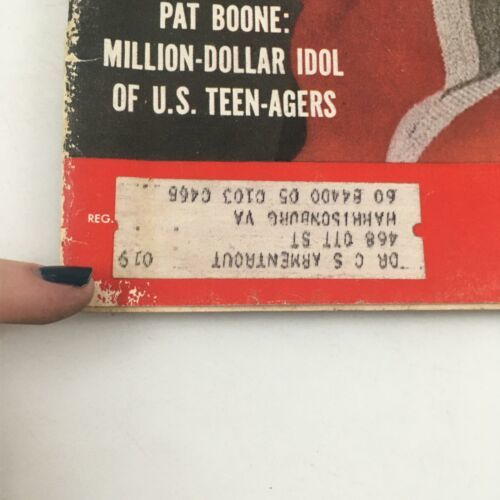 PAT BOONE:
MILLION-DOLLAR IDOL
OF U.S. TEEN-AGERS
REG.
DR C S ARMENTROUT 019
468 OTT ST
HARRISONBURG VA
60 84400 05 0103 0468